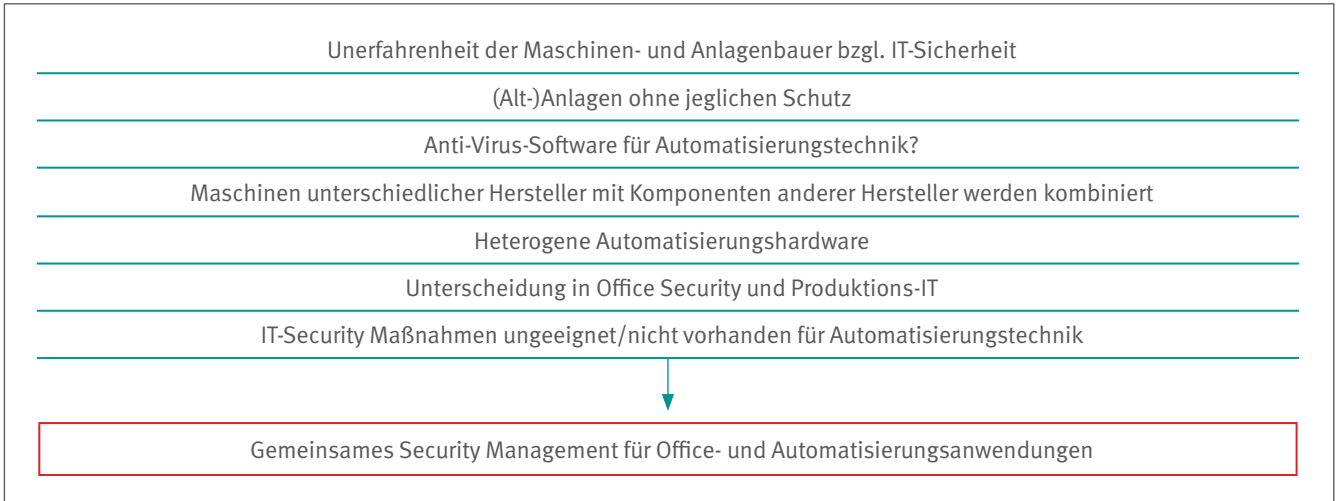 Unerfahrenheit der Maschinen- und Anlagenbauer bzgl. IT-Sicherheit
(Alt-)Anlagen ohne jeglichen Schutz
Anti-Virus-Software für Automatisierungstechnik?
Maschinen unterschiedlicher Hersteller mit Komponenten anderer Hersteller werden kombiniert
Heterogene Automatisierungshardware
Unterscheidung in Office Security und Produktions-IT
IT-Security Maßnahmen ungeeignet/nicht vorhanden für Automatisierungstechnik
Gemeinsames Security Management für Office- und Automatisierungsanwendungen